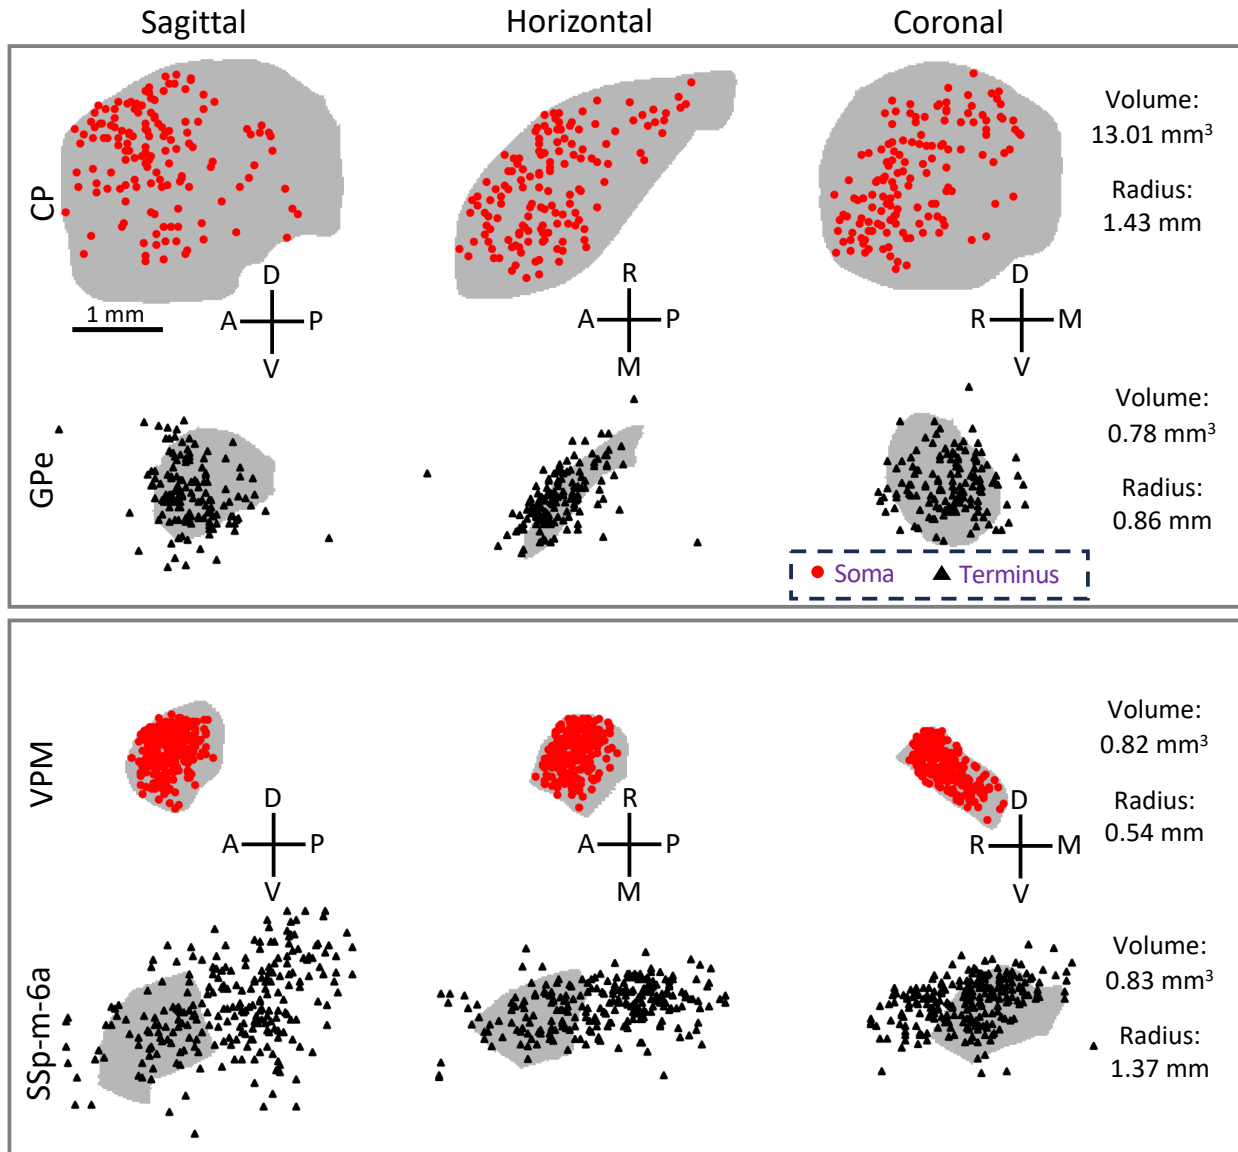 Sagittal Horizontal Coronal
CP
Volume:
13.01 mm³
Radius:
1.43 mm
1 mm
D
A P
V
R
A P
M
D
R M
V
GPe
Volume:
0.78 mm³
Radius:
0.86 mm
Soma Terminus
VPM
Volume:
0.82 mm³
Radius:
0.54 mm
D
A P
V
R
A P
M
D
R M
V
SSp-m-6a
Volume:
0.83 mm³
Radius:
1.37 mm